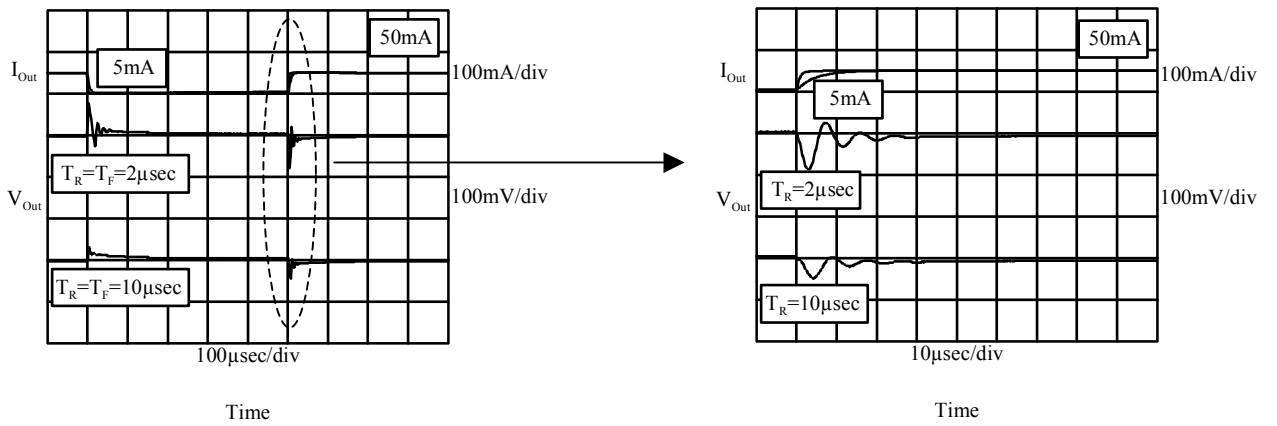 50mA
I_Out
5mA
100mA/div
T_R=T_F=2µsec
V_Out
100mV/div
T_R=T_F=10µsec
100µsec/div
Time
50mA
I_Out
100mA/div
5mA
T_R=2µsec
V_Out
100mV/div
T_R=10µsec
10µsec/div
Time